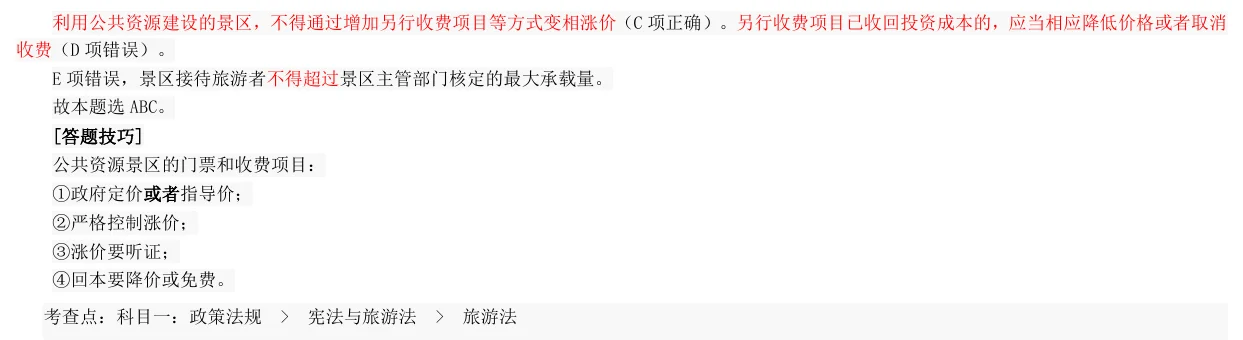 利用公共资源建设的景区，不得通过增加另行收费项目等方式变相涨价（C 项正确）。另行收费项目已收回投资成本的，应当相应降低价格或者取消
收费（D 项错误）。
E 项错误，景区接待旅游者不得超过景区主管部门核定的最大承载量。
故本题选 ABC。
[答题技巧]
公共资源景区的门票和收费项目：
①政府定价或者指导价；
②严格控制涨价；
③涨价要听证；
④回本要降价或免费。
考查点：科目一：政策法规 > 宪法与旅游法 > 旅游法